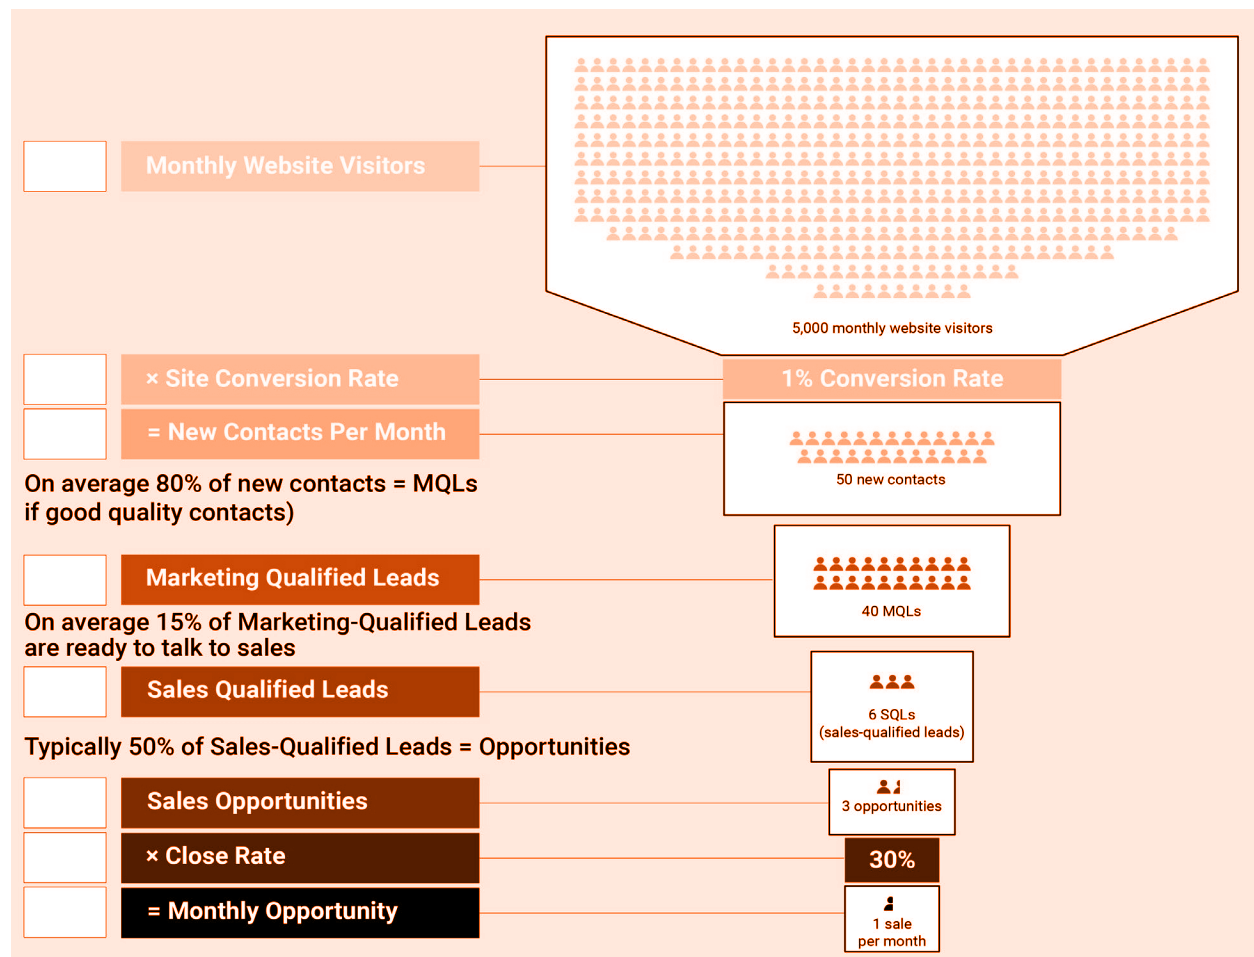 Monthly Website Visitors
5,000 monthly website visitors
× Site Conversion Rate
1% Conversion Rate
= New Contacts Per Month
50 new contacts
On average 80% of new contacts = MQLs
if good quality contacts)
Marketing Qualified Leads
40 MQLs
On average 15% of Marketing-Qualified Leads
are ready to talk to sales
Sales Qualified Leads
6 SQLs
(sales-qualified leads)
Typically 50% of Sales-Qualified Leads = Opportunities
Sales Opportunities
3 opportunities
× Close Rate
30%
= Monthly Opportunity
1 sale
per month